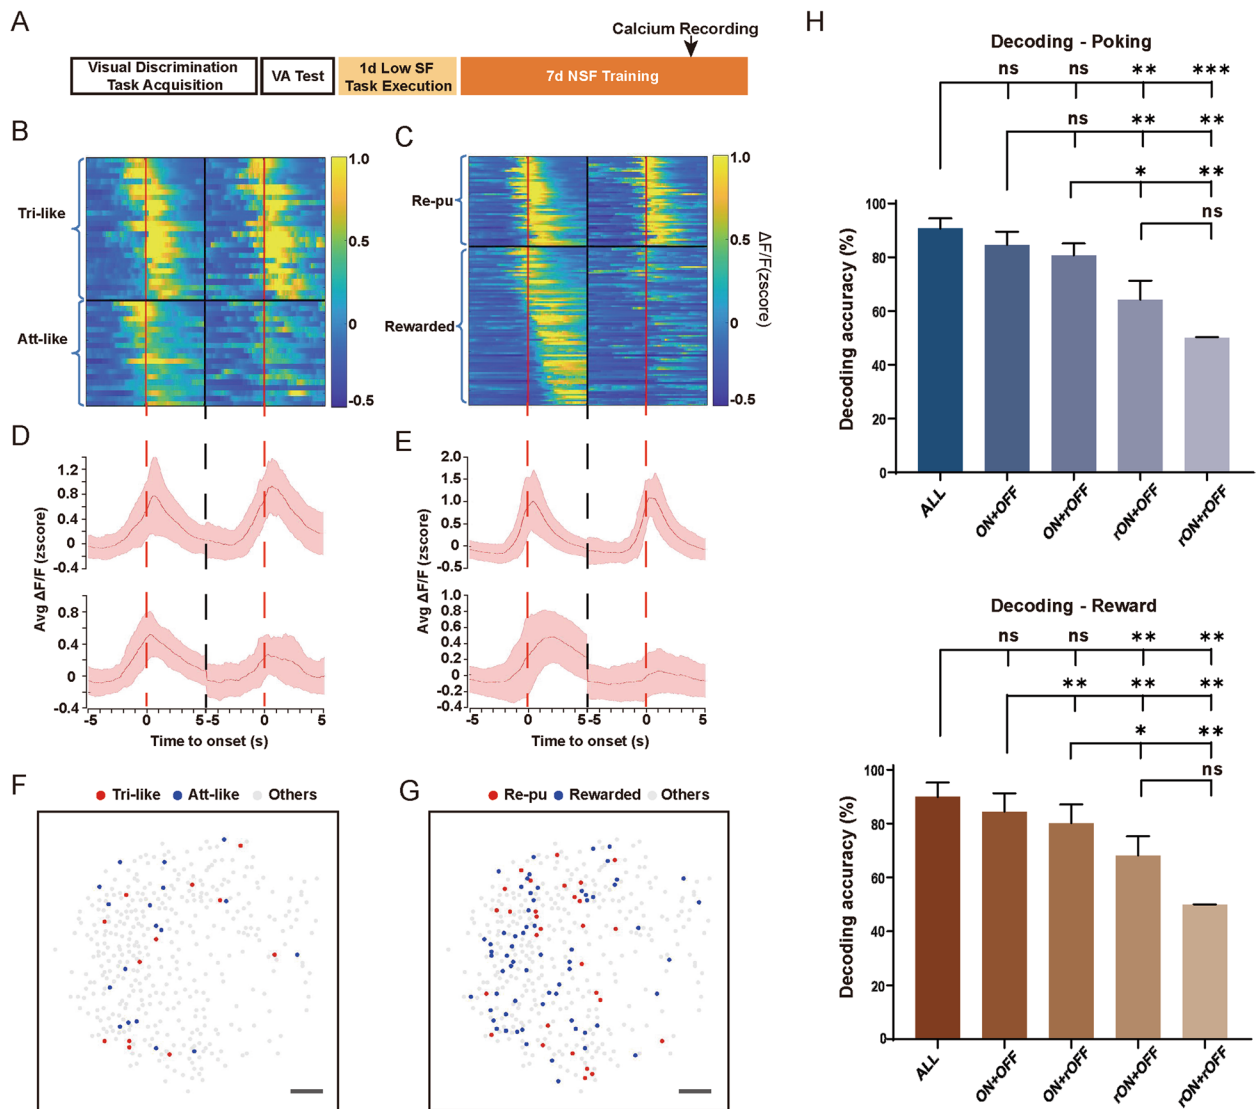 A
Calcium Recording
Visual Discrimination
Task Acquisition
VA Test
1d Low SF
Task Execution
7d NSF Training
B
Tri-like
Att-like
1.0
0.5
0
-0.5
C
Re-pu
Rewarded
1.0
0.5
0
-0.5
ΔF/F(zscore)
D
Avg ΔF/F (zscore)
1.2
0.8
0.4
0
-0.4
0.8
0.4
0
-0.4
-5 0 5 -5 0 5
Time to onset (s)
E
Avg ΔF/F (zscore)
2.0
1.5
1.0
0.5
0
-0.5
1.0
0.8
0.6
0.4
0.2
0
-0.2
-0.4
-5 0 5 -5 0 5
Time to onset (s)
F
Tri-like Att-like Others
G
Re-pu Rewarded Others
H
Decoding - Poking
ns ns ** ***
ns ** **
* **
ns
Decoding accuracy (%)
100
80
60
40
20
0
ALL ON+OFF ON+rOFF rON+OFF rON+rOFF
Decoding - Reward
ns ns ** **
** ** **
* **
ns
Decoding accuracy (%)
100
80
60
40
20
0
ALL ON+OFF ON+rOFF rON+OFF rON+rOFF